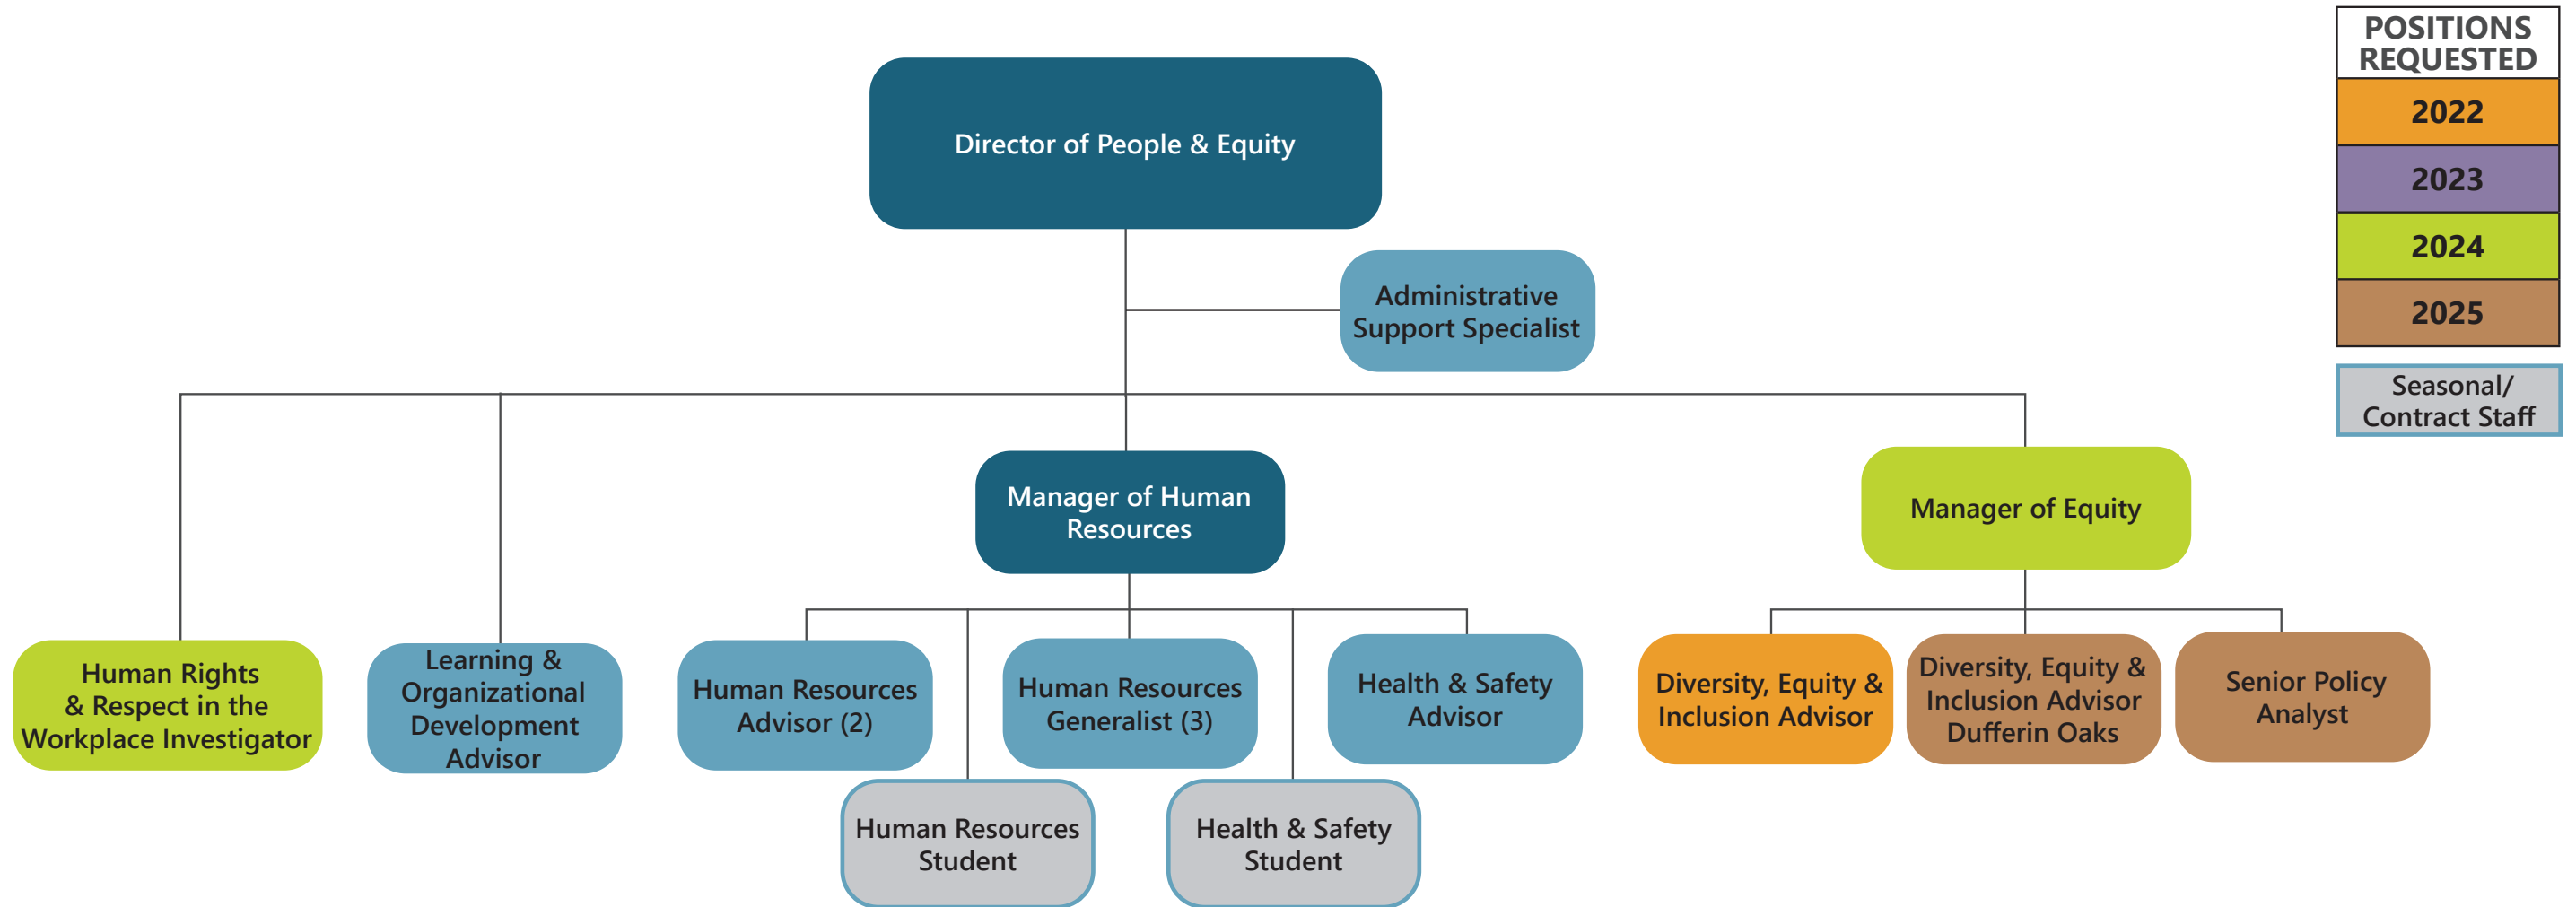 POSITIONS
REQUESTED
2022
2023
2024
2025
Seasonal/
Contract Staff
Director of People & Equity
Administrative
Support Specialist
Manager of Human
Resources
Manager of Equity
Human Rights
& Respect in the
Workplace Investigator
Learning &
Organizational
Development
Advisor
Human Resources
Advisor (2)
Human Resources
Generalist (3)
Health & Safety
Advisor
Diversity, Equity &
Inclusion Advisor
Diversity, Equity &
Inclusion Advisor
Dufferin Oaks
Senior Policy
Analyst
Human Resources
Student
Health & Safety
Student